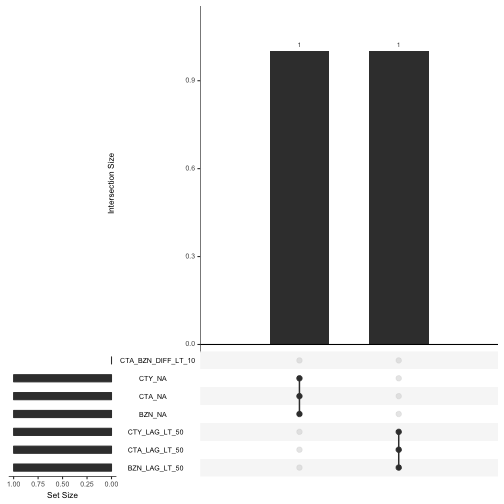 1
1
0.9
0.6
0.3
0.0
Intersection Size
CTA_BZN_DIFF_LT_10
CTY_NA
CTA_NA
BZN_NA
CTY_LAG_LT_50
CTA_LAG_LT_50
BZN_LAG_LT_50
1.00 0.75 0.50 0.25 0.00
Set Size